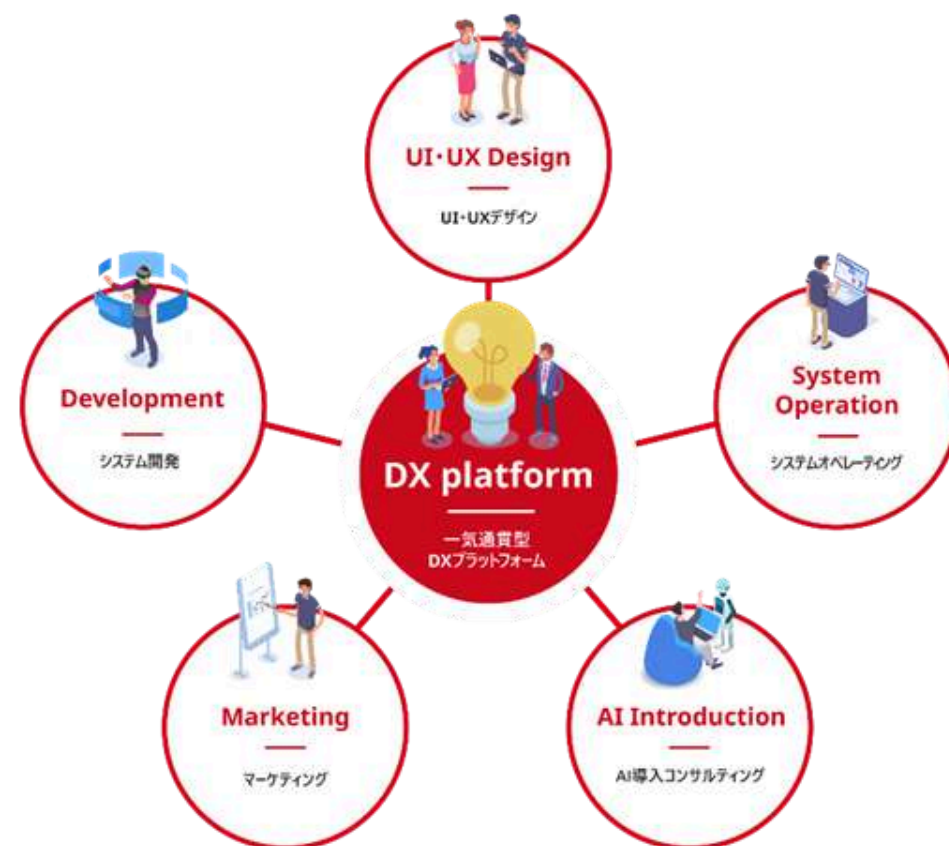 UI・UX Design
UI・UXデザイン
Development
システム開発
System
Operation
システムオペレーティング
DX platform
一気通貫型
DXプラットフォーム
Marketing
マーケティング
AI Introduction
AI導入コンサルティング